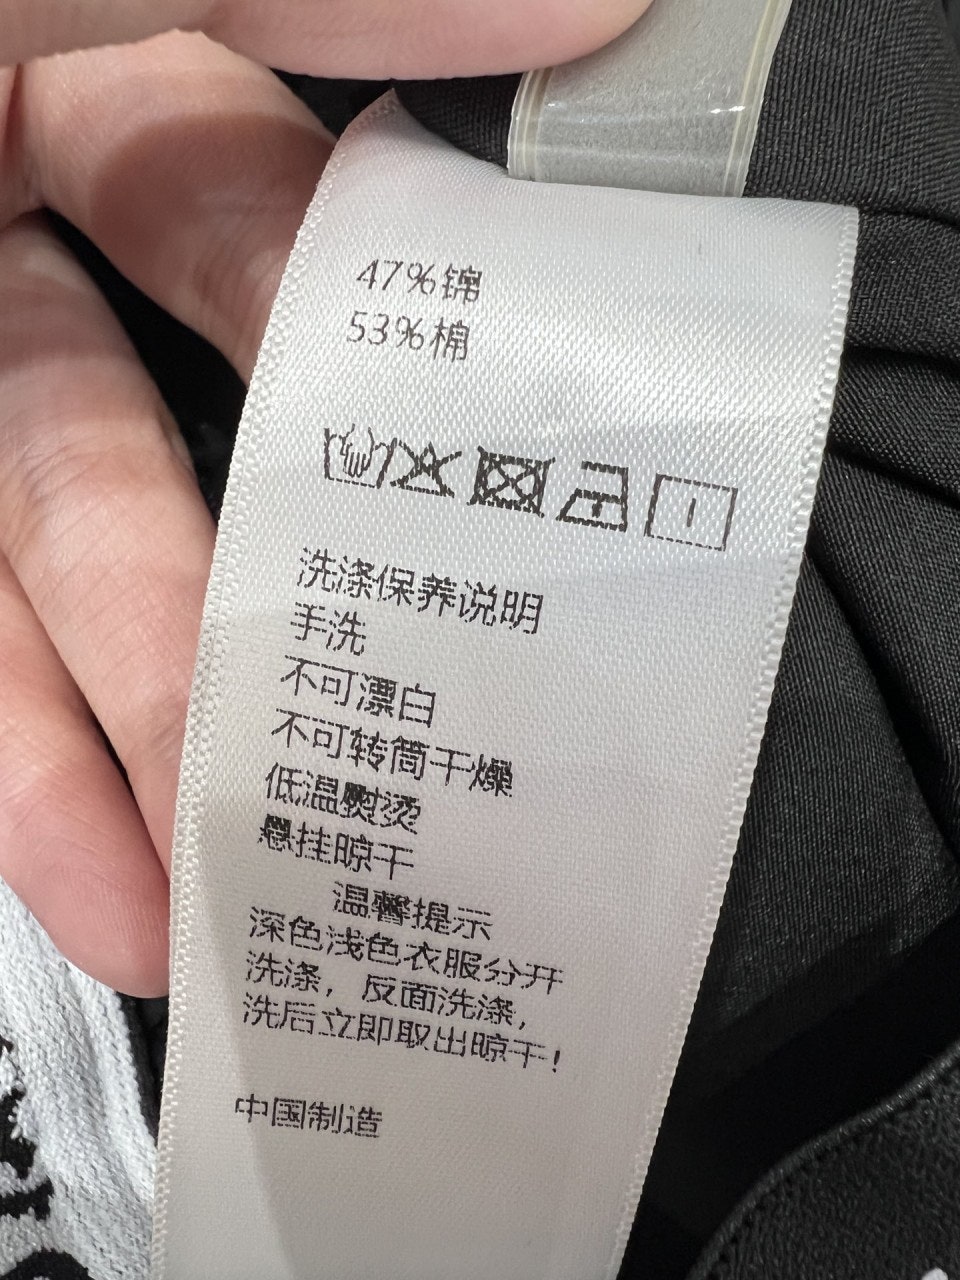 47%锦
53%棉
洗涤保养说明
手洗
不可漂白
不可转筒干燥
低温熨烫
悬挂晾干
温馨提示
深色浅色衣服分开
洗涤，反面洗涤，
洗后立即取出晾干！
中国制造